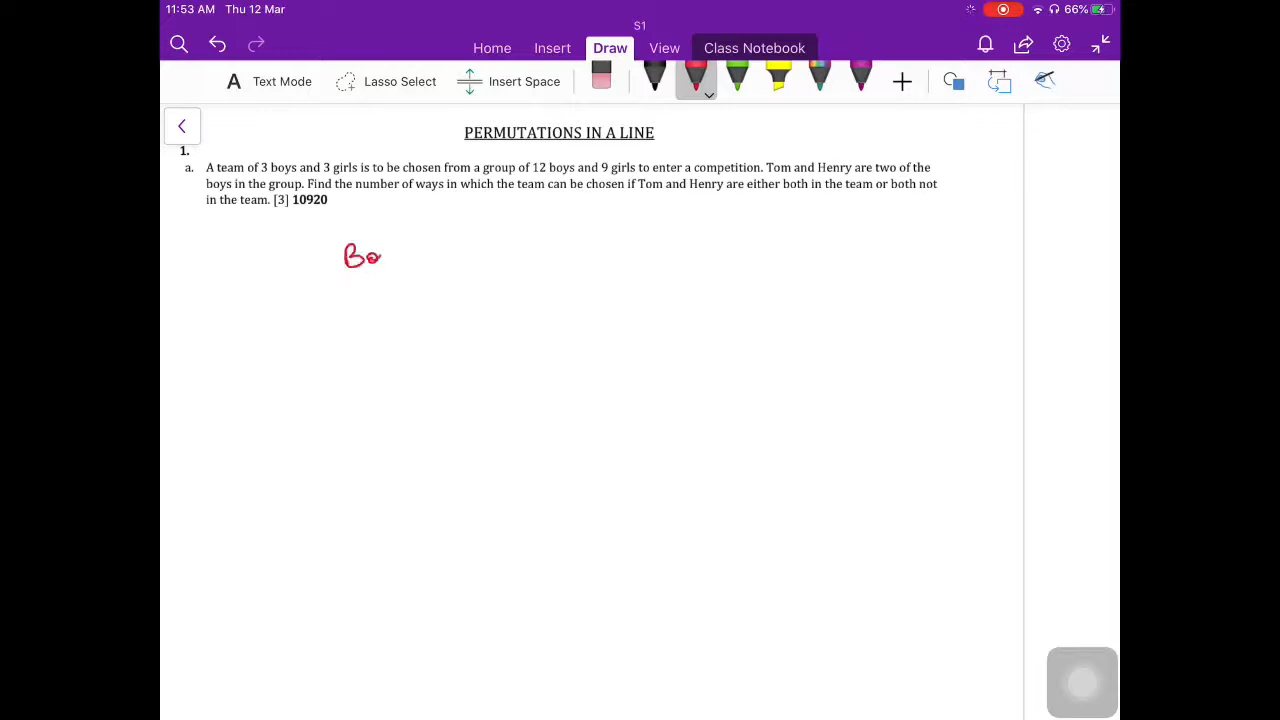 11:53 AM Thu 12 Mar
66%
S1
Home Insert Draw View Class Notebook
A Text Mode Lasso Select Insert Space
PERMUTATIONS IN A LINE
1.
a. A team of 3 boys and 3 girls is to be chosen from a group of 12 boys and 9 girls to enter a competition. Tom and Henry are two of the
boys in the group. Find the number of ways in which the team can be chosen if Tom and Henry are either both in the team or both not
in the team. [3] 10920
Bo